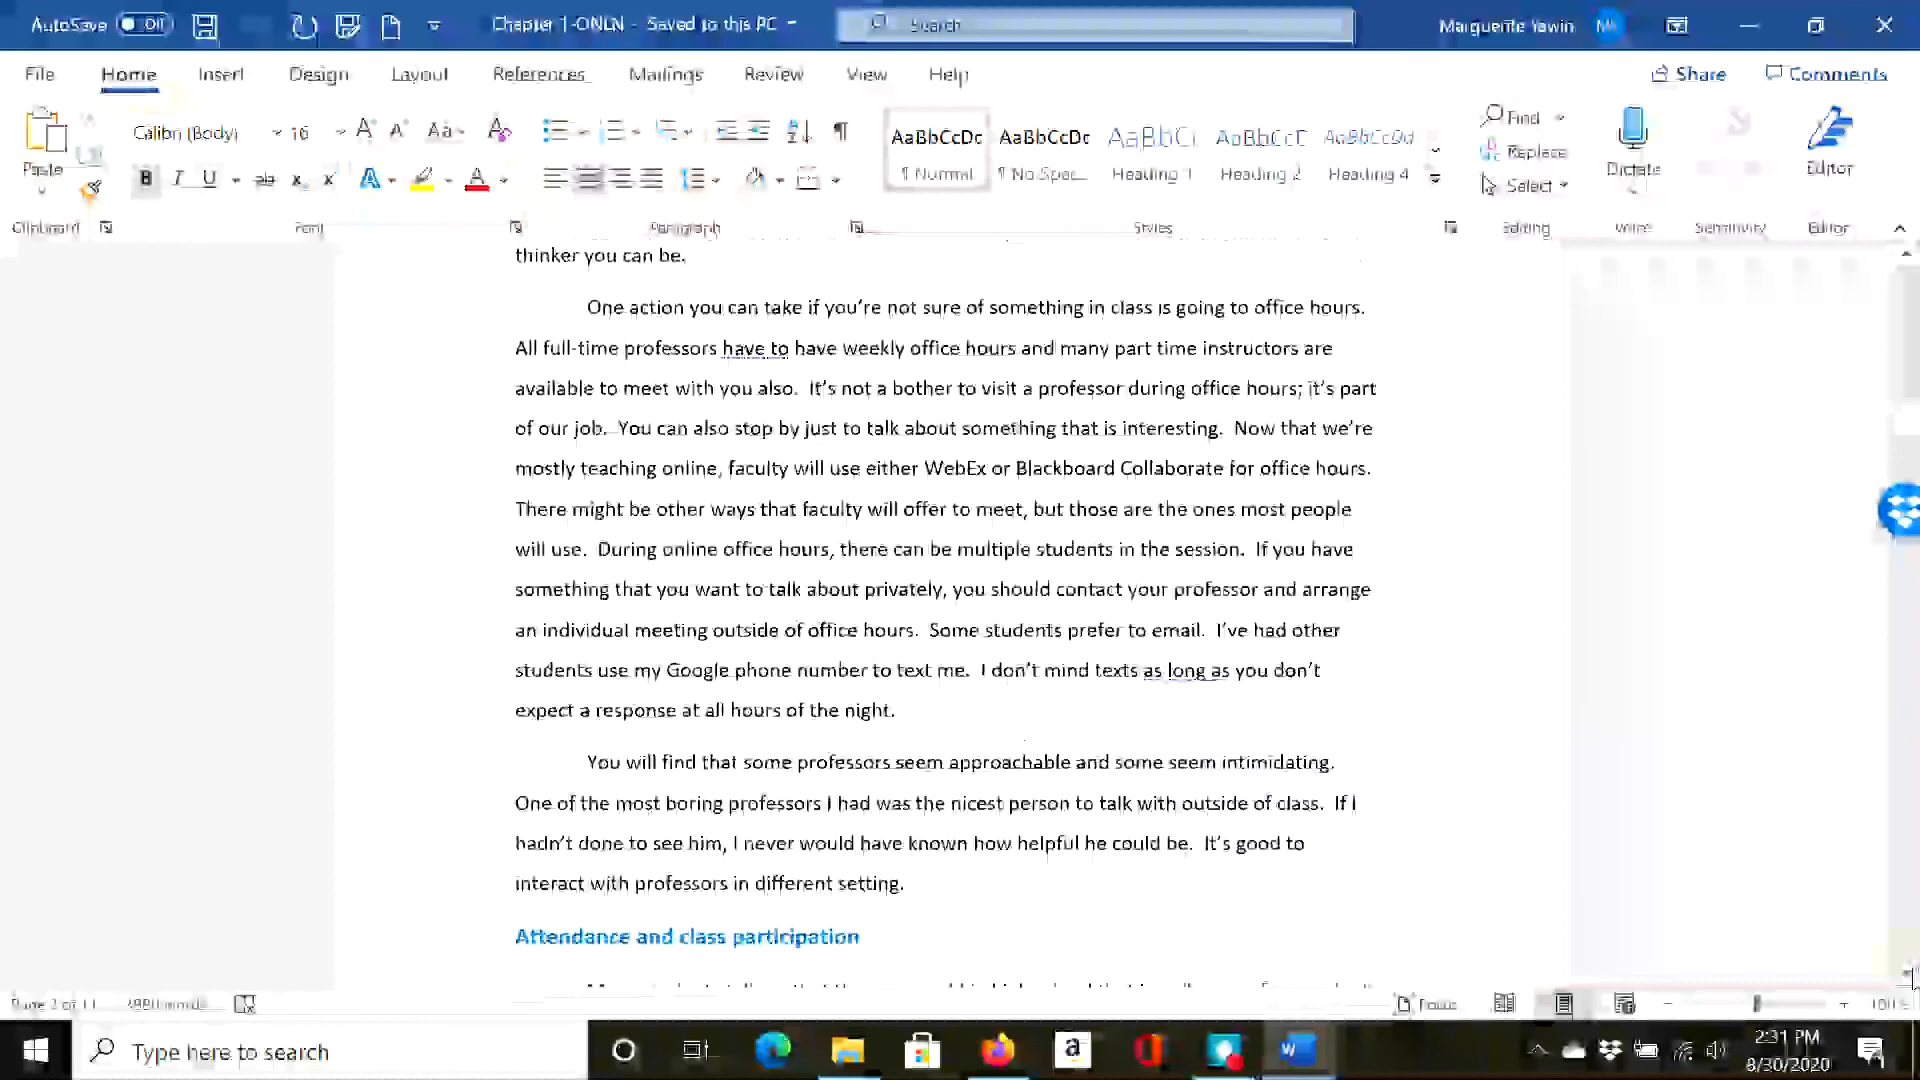 AutoSave Off Chapter 1-ONLN - Saved to this PC Search Marguerite Yawin
File Home Insert Design Layout References Mailings Review View Help Share Comments
Calibri (Body) 16 Aa AaBbCcDc AaBbCcDc AaBbCc AaBbCcD AaBbCcDd Find
Paste ¶ Normal ¶ No Spac... Heading 1 Heading 2 Heading 4 Replace Dictate Editor
B I U ab Select
Clipboard Font Paragraph Styles Editing Voice Sensitivity Editor
thinker you can be.
One action you can take if you’re not sure of something in class is going to office hours.
All full-time professors have to have weekly office hours and many part time instructors are
available to meet with you also.  It’s not a bother to visit a professor during office hours; it’s part
of our job.  You can also stop by just to talk about something that is interesting.  Now that we’re
mostly teaching online, faculty will use either WebEx or Blackboard Collaborate for office hours.
There might be other ways that faculty will offer to meet, but those are the ones most people
will use.  During online office hours, there can be multiple students in the session.  If you have
something that you want to talk about privately, you should contact your professor and arrange
an individual meeting outside of office hours.  Some students prefer to email.  I’ve had other
students use my Google phone number to text me.  I don’t mind texts as long as you don’t
expect a response at all hours of the night.
You will find that some professors seem approachable and some seem intimidating.
One of the most boring professors I had was the nicest person to talk with outside of class.  If I
hadn’t done to see him, I never would have known how helpful he could be.  It’s good to
interact with professors in different setting.
Attendance and class participation
Page 2 of 11 words Focus 100%
Type here to search 2:31 PM
8/30/2020